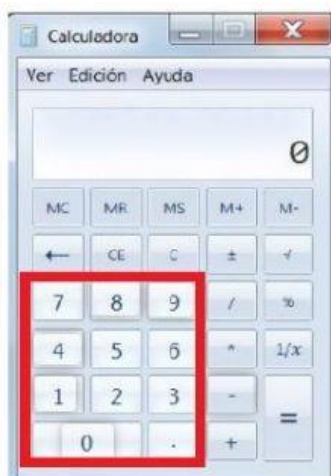 Calculadora
Ver Edición Ayuda
0
MC MR MS M+ M-
← CE C ± √
7 8 9 / %
4 5 6 * 1/x
1 2 3 - =
0 . +